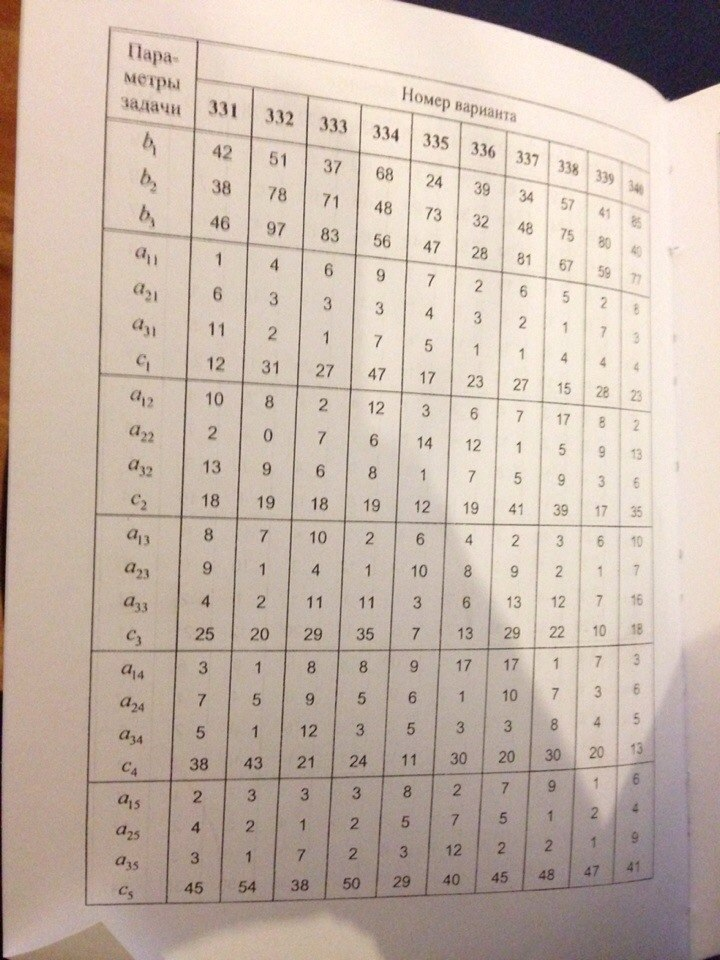 Пара-
метры
задачи
Номер варианта
331 332 333 334 335 336 337 338 339 340
b1 42 51 37 68 24 39 34 57 41 85
b2 38 78 71 48 73 32 48 75 80 40
b3 46 97 83 56 47 28 81 67 59 77
a11 1 4 6 9 7 2 6 5 2 6
a21 6 3 3 3 4 3 2 1 7 3
a31 11 2 1 7 5 1 1 4 4 4
c1 12 31 27 47 17 23 27 15 28 23
a12 10 8 2 12 3 6 7 17 8 2
a22 2 0 7 6 14 12 1 5 9 13
a32 13 9 6 8 1 7 5 9 3 6
c2 18 19 18 19 12 19 41 39 17 35
a13 8 7 10 2 6 4 2 3 6 10
a23 9 1 4 1 10 8 9 2 1 7
a33 4 2 11 11 3 6 13 12 7 16
c3 25 20 29 35 7 13 29 22 10 18
a14 3 1 8 8 9 17 17 1 7 3
a24 7 5 9 5 6 1 10 7 3 6
a34 5 1 12 3 5 3 3 8 4 5
c4 38 43 21 24 11 30 20 30 20 13
a15 2 3 3 3 8 2 7 9 1 6
a25 4 2 1 2 5 7 5 1 2 4
a35 3 1 7 2 3 12 2 2 1 9
c5 45 54 38 50 29 40 45 48 47 41